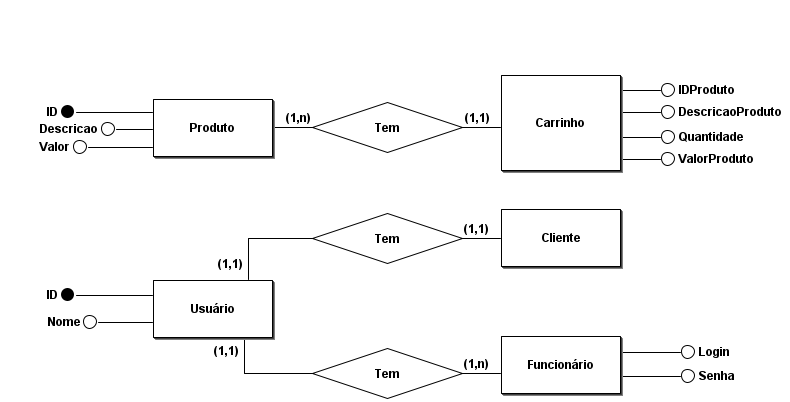 ID
Descricao
Valor
Produto
(1,n)
Tem
(1,1)
Carrinho
IDProduto
DescricaoProduto
Quantidade
ValorProduto
(1,1)
Tem
(1,1)
Cliente
ID
Nome
Usuário
(1,1)
Tem
(1,n)
Funcionário
Login
Senha